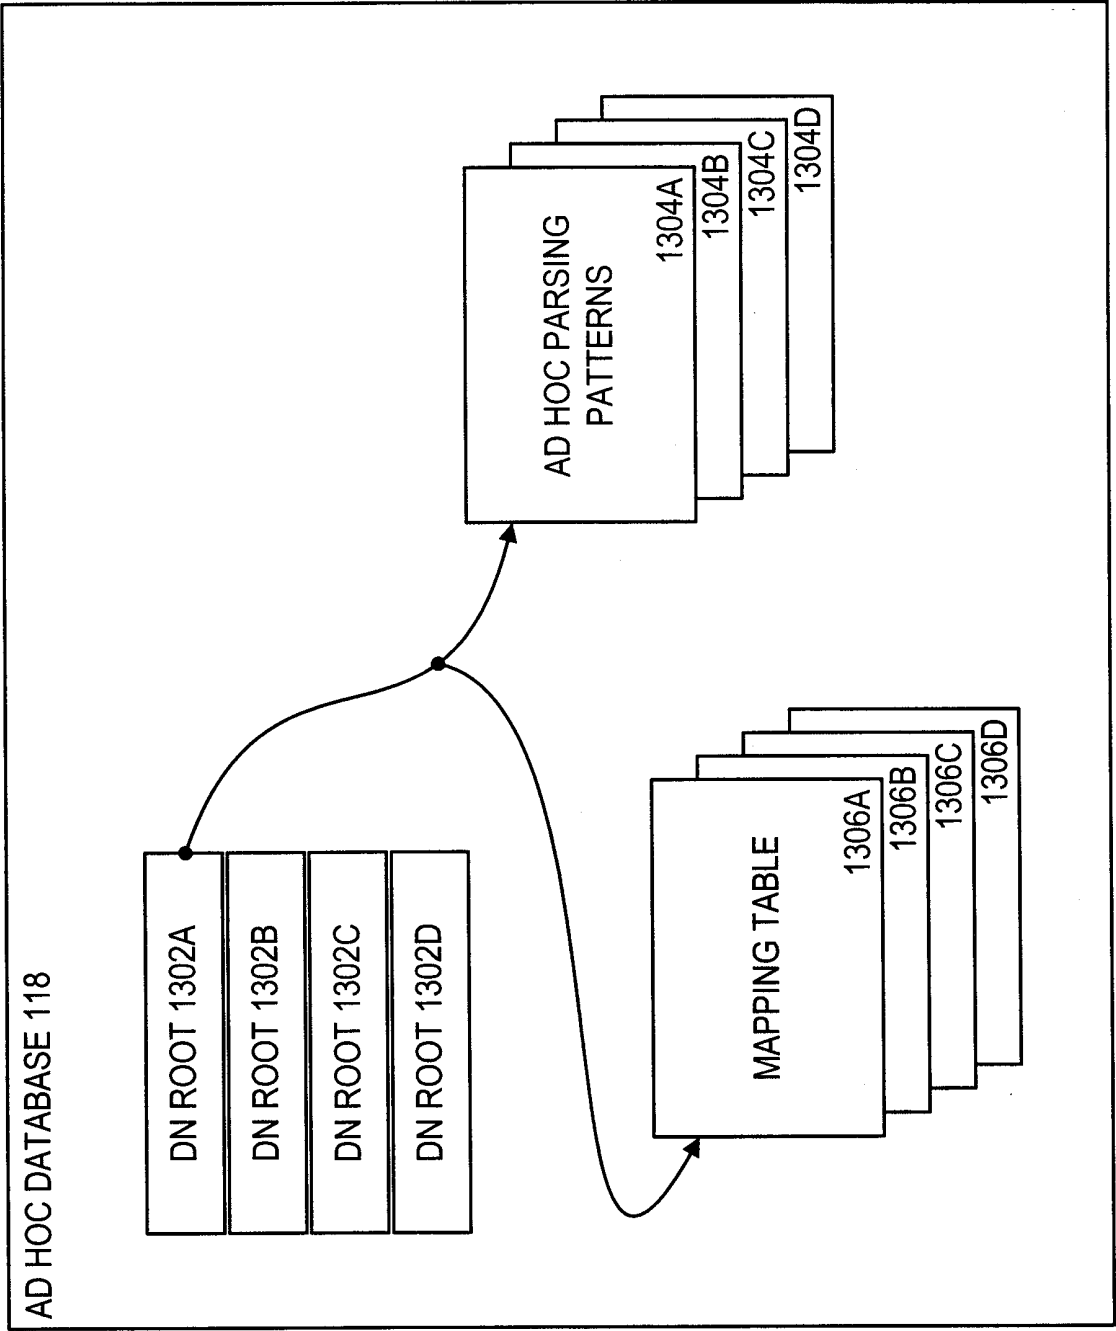 AD HOC DATABASE 118
DN ROOT 1302A
DN ROOT 1302B
DN ROOT 1302C
DN ROOT 1302D
AD HOC PARSING
PATTERNS
1304A
1304B
1304C
1304D
MAPPING TABLE
1306A
1306B
1306C
1306D